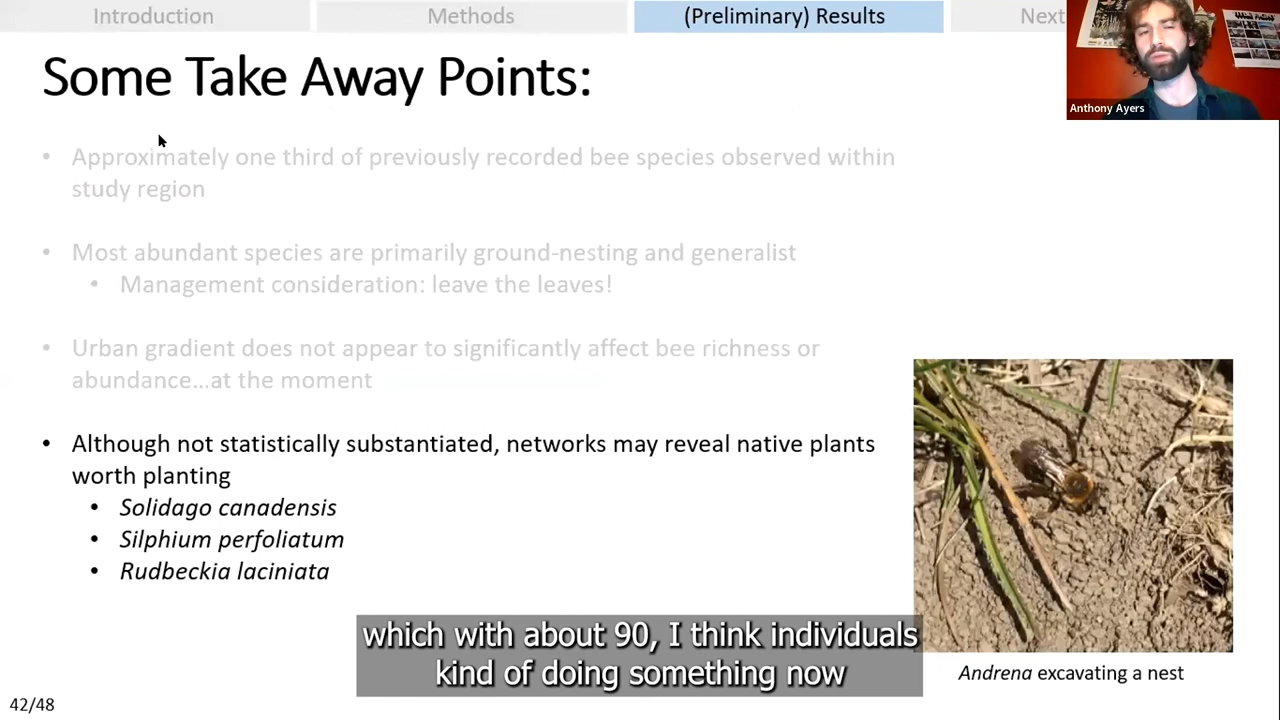 Introduction
Methods
(Preliminary) Results
Next
Anthony Ayers
Some Take Away Points:
• Approximately one third of previously recorded bee species observed within
study region
• Most abundant species are primarily ground-nesting and generalist
• Management consideration: leave the leaves!
• Urban gradient does not appear to significantly affect bee richness or
abundance…at the moment
• Although not statistically substantiated, networks may reveal native plants
worth planting
• Solidago canadensis
• Silphium perfoliatum
• Rudbeckia laciniata
which with about 90, I think individuals
kind of doing something now
Andrena excavating a nest
42/48